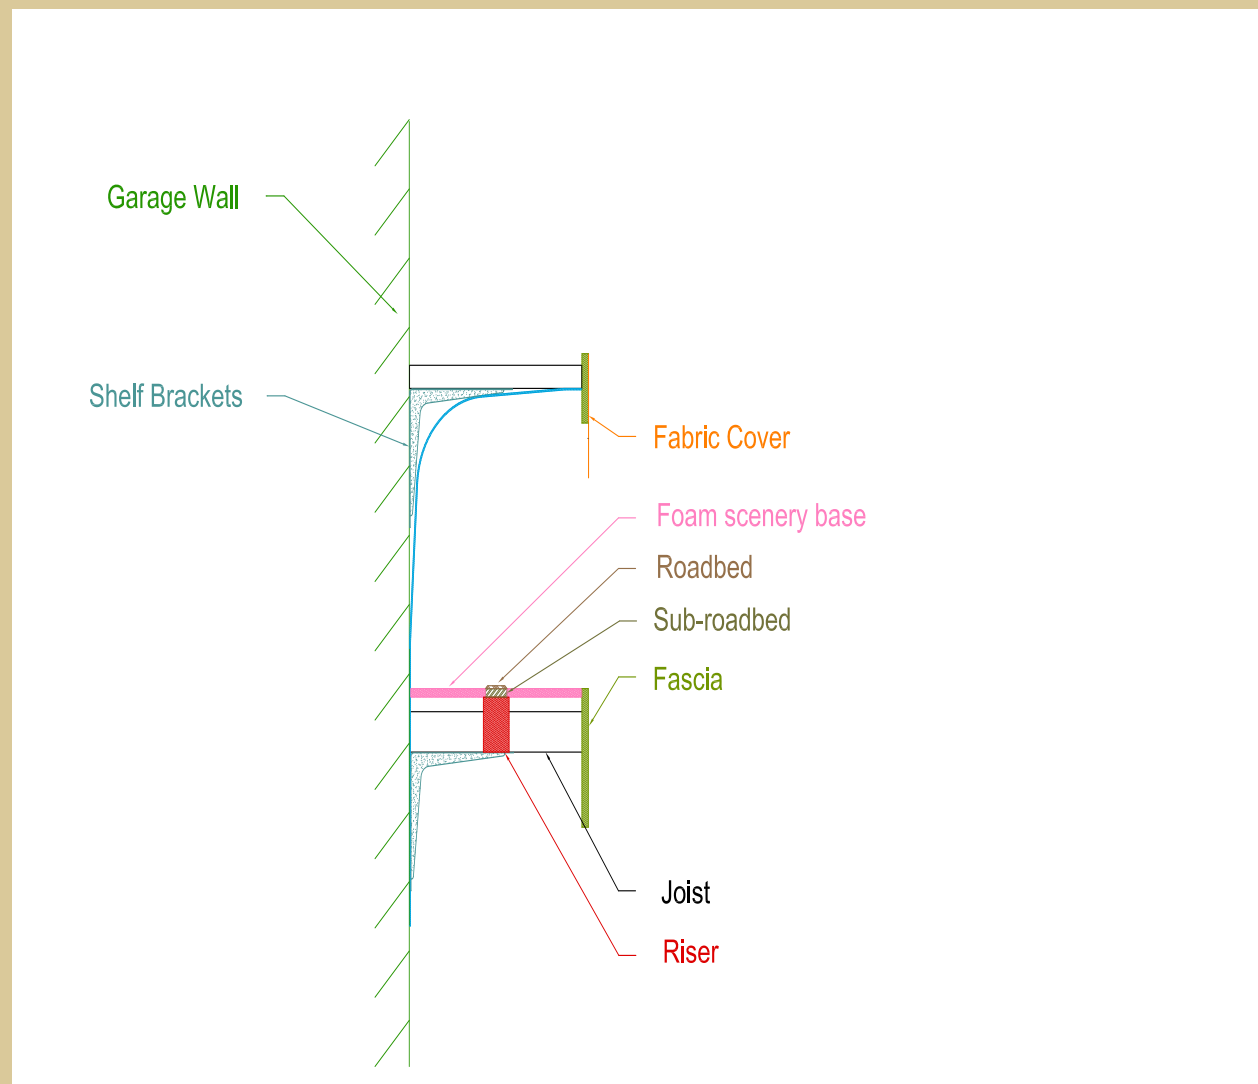 Garage Wall
Shelf Brackets
Fabric Cover
Foam scenery base
Roadbed
Sub-roadbed
Fascia
Joist
Riser